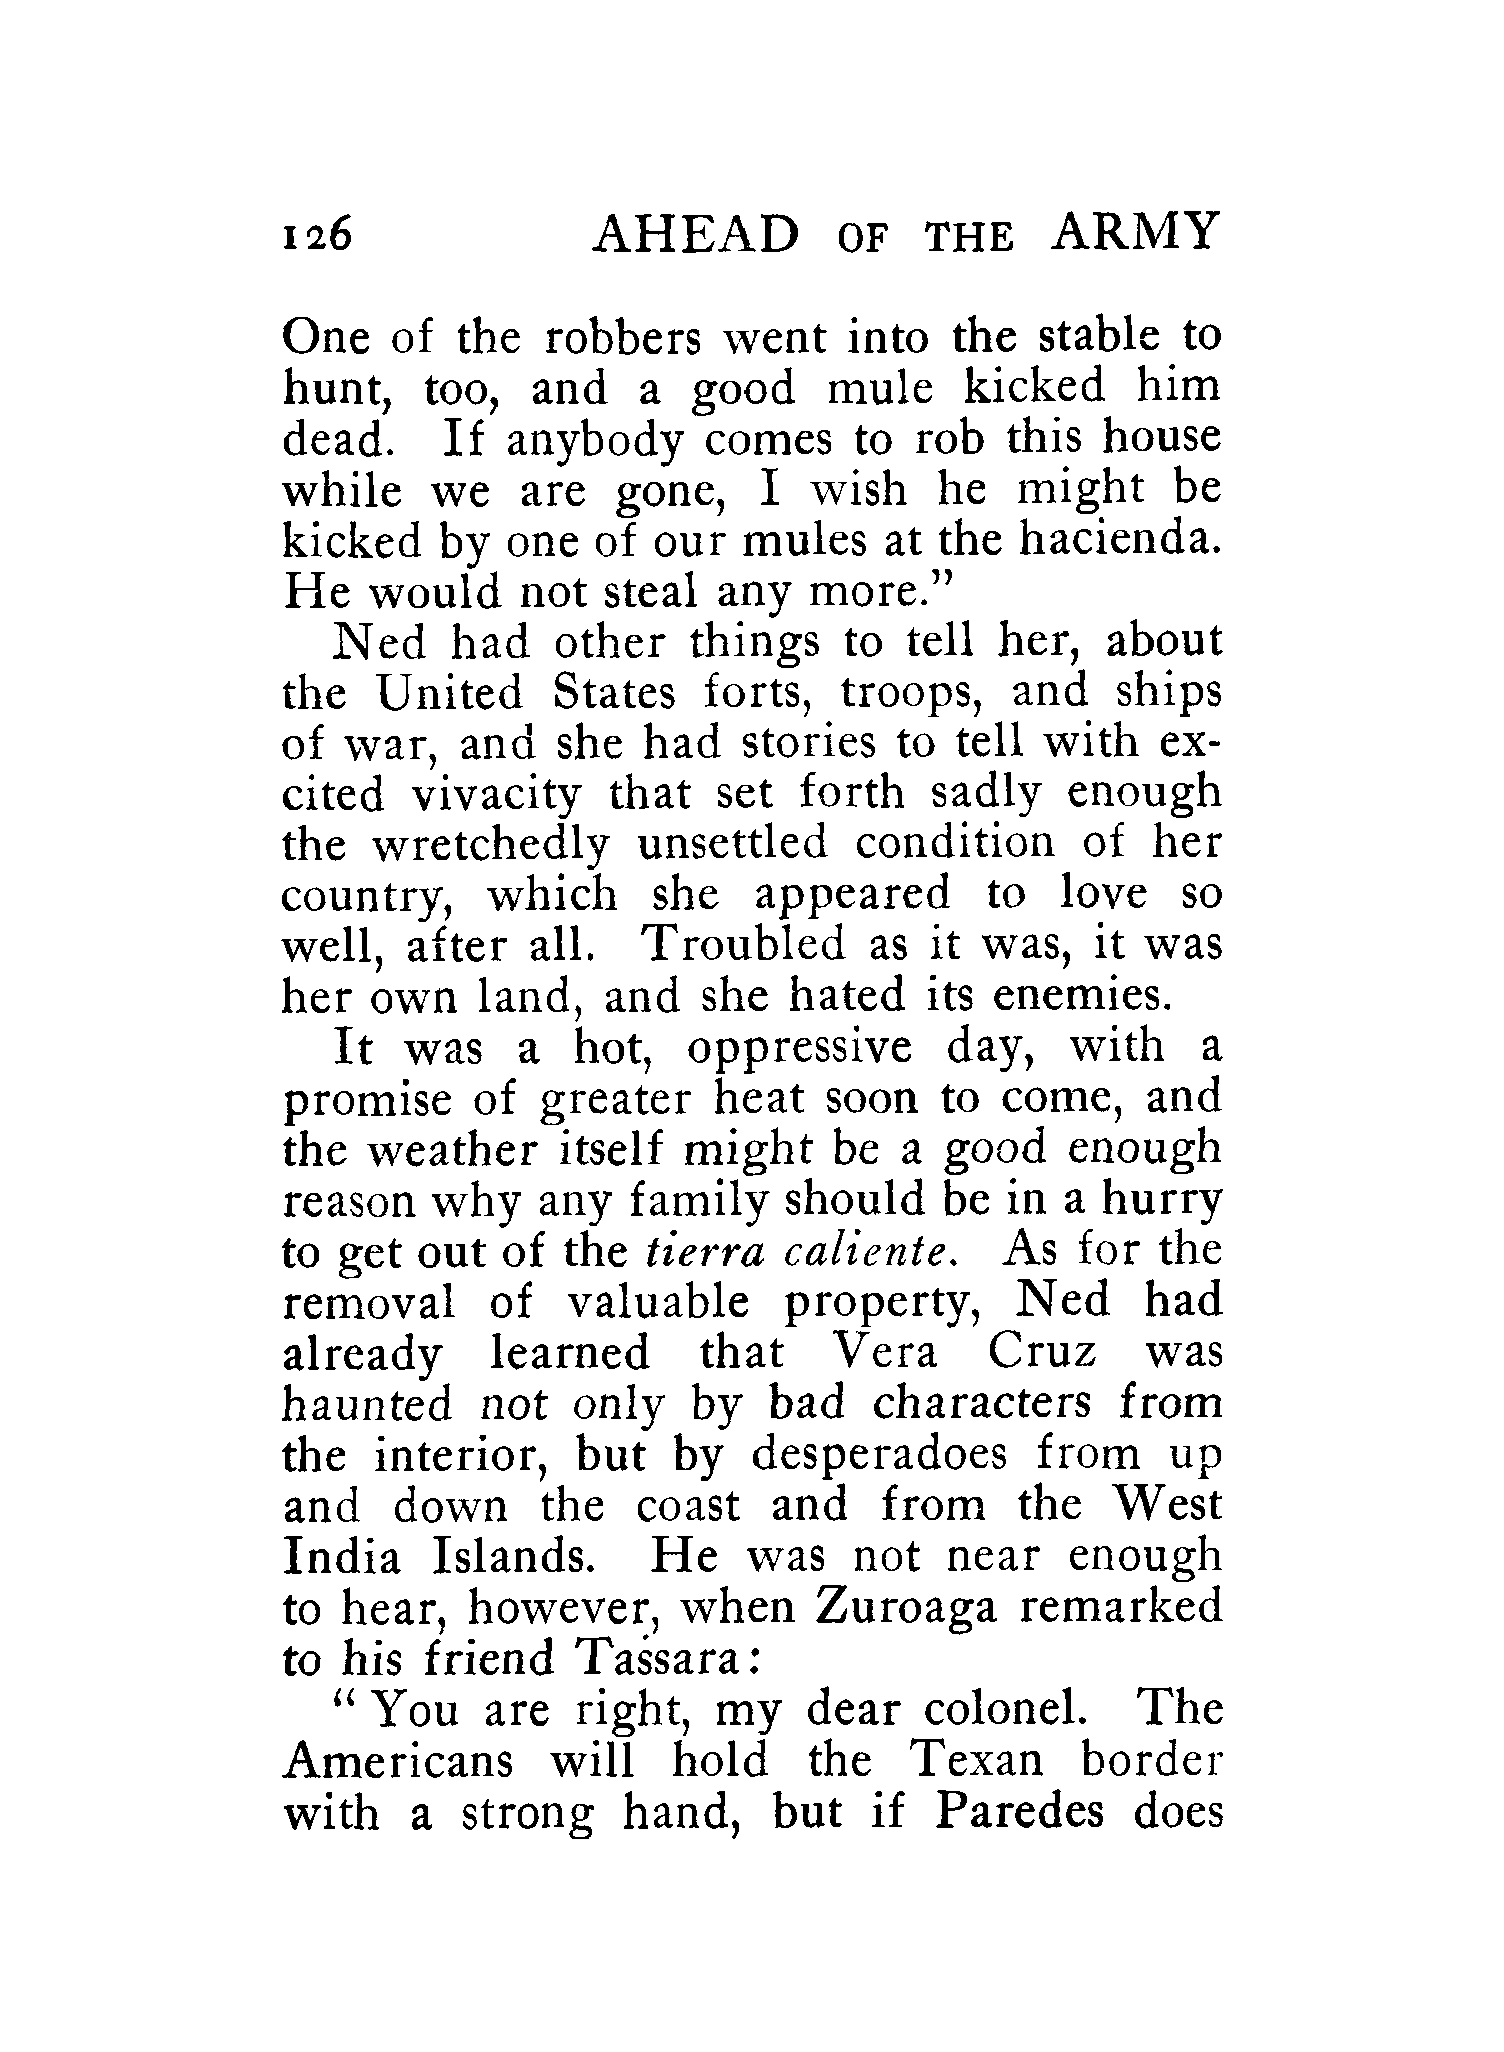 126 AHEAD OF THE ARMY
One of the robbers went into the stable to
hunt, too, and a good mule kicked him
dead. If anybody comes to rob this house
while we are gone, I wish he might be
kicked by one of our mules at the hacienda.
He would not steal any more.”
Ned had other things to tell her, about
the United States forts, troops, and ships
of war, and she had stories to tell with ex-
cited vivacity that set forth sadly enough
the wretchedly unsettled condition of her
country, which she appeared to love so
well, after all. Troubled as it was, it was
her own land, and she hated its enemies.
It was a hot, oppressive day, with a
promise of greater heat soon to come, and
the weather itself might be a good enough
reason why any family should be in a hurry
to get out of the tierra caliente. As for the
removal of valuable property, Ned had
already learned that Vera Cruz was
haunted not only by bad characters from
the interior, but by desperadoes from up
and down the coast and from the West
India Islands. He was not near enough
to hear, however, when Zuroaga remarked
to his friend Tassara:
“You are right, my dear colonel. The
Americans will hold the Texan border
with a strong hand, but if Paredes does